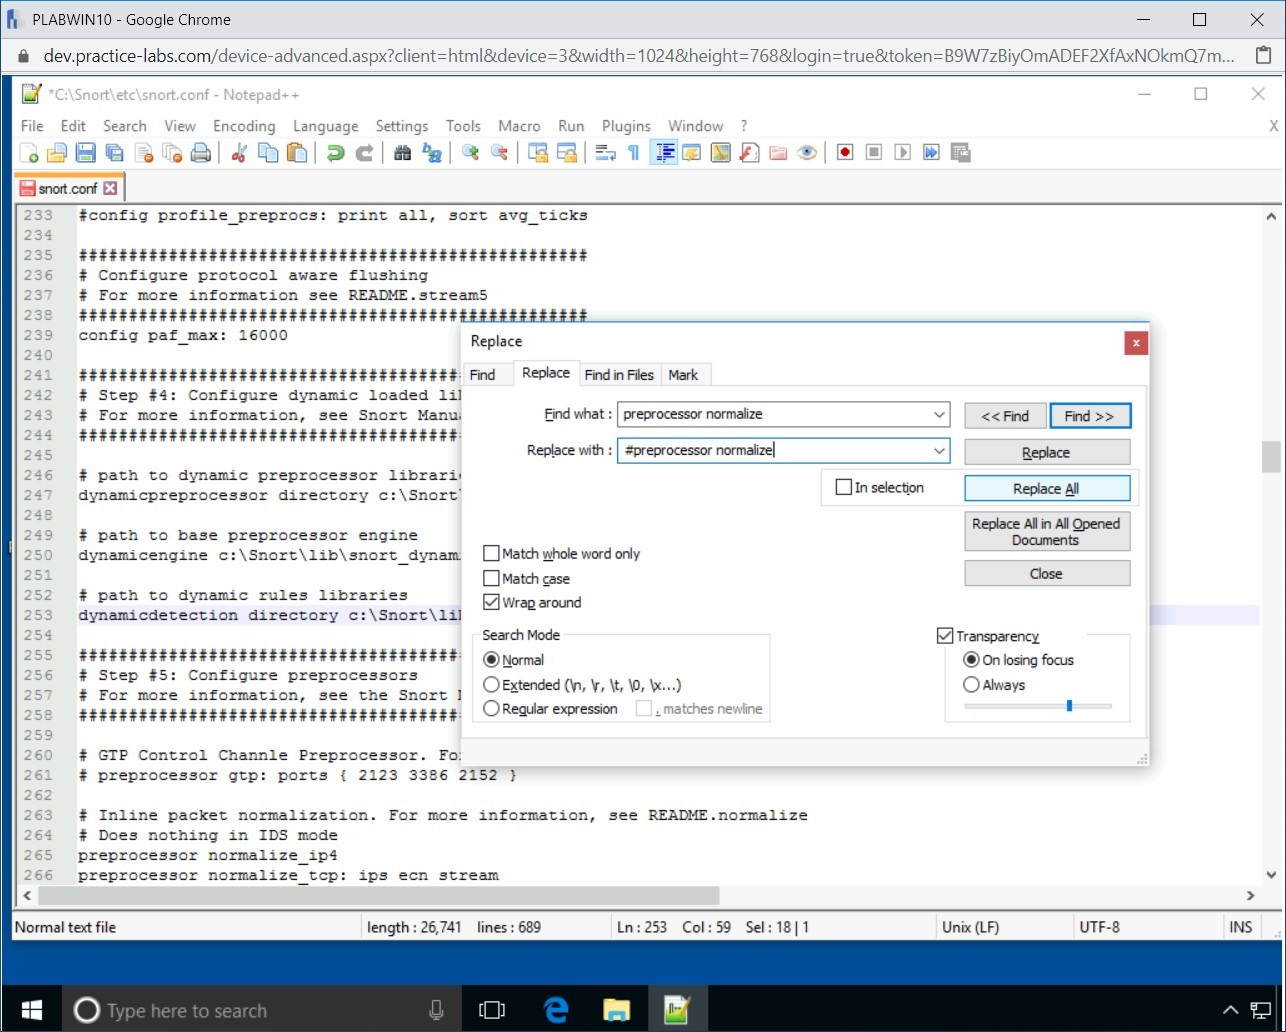 PLABWIN10 - Google Chrome
dev.practice-labs.com/device-advanced.aspx?client=html&device=3&width=1024&height=768&login=true&token=B9W7zBiyOmADEF2XfAxNOkmQ7m...
*C:\Snort\etc\snort.conf - Notepad++
File Edit Search View Encoding Language Settings Tools Macro Run Plugins Window ? X
snort.conf
233 #config profile_preprocs: print all, sort avg_ticks
234
235 ###################################################
236 # Configure protocol aware flushing
237 # For more information see README.stream5
238 ###################################################
239 config paf_max: 16000
240
241 ######################################
242 # Step #4: Configure dynamic loaded li
243 # For more information, see Snort Manu
244 ######################################
245
246 # path to dynamic preprocessor librari
247 dynamicpreprocessor directory c:\Snort\
248
249 # path to base preprocessor engine
250 dynamicengine c:\Snort\lib\snort_dynam
251
252 # path to dynamic rules libraries
253 dynamicdetection directory c:\Snort\li
254
255 ######################################
256 # Step #5: Configure preprocessors
257 # For more information, see the Snort M
258 ######################################
259
260 # GTP Control Channle Preprocessor. Fo
261 # preprocessor gtp: ports { 2123 3386 2152 }
262
263 # Inline packet normalization. For more information, see README.normalize
264 # Does nothing in IDS mode
265 preprocessor normalize_ip4
266 preprocessor normalize_tcp: ips ecn stream
Replace
x
Find Replace Find in Files Mark
Find what : preprocessor normalize << Find Find >>
Replace with : #preprocessor normalize Replace
In selection Replace All
Replace All in All Opened
Documents
Close
Match whole word only
Match case
Wrap around
Search Mode
Normal
Extended (\n, \r, \t, \0, \x...)
Regular expression . matches newline
Transparency
On losing focus
Always
Normal text file length : 26,741 lines : 689 Ln : 253 Col : 59 Sel : 18 | 1 Unix (LF) UTF-8 INS
Type here to search